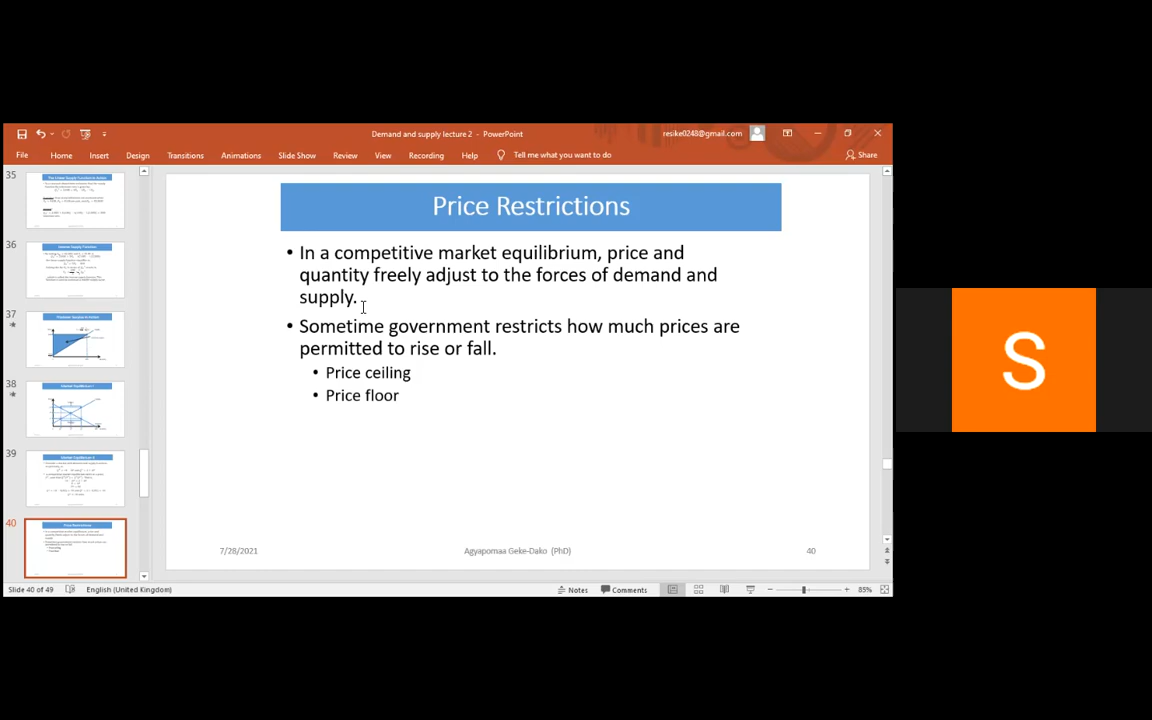 Demand and supply lecture 2 - PowerPoint
resike0248@gmail.com
File Home Insert Design Transitions Animations Slide Show Review View Recording Help Tell me what you want to do Share
35
36
37
38
39
40
Price Restrictions
• In a competitive market equilibrium, price and
quantity freely adjust to the forces of demand and
supply.
• Sometime government restricts how much prices are
permitted to rise or fall.
• Price ceiling
• Price floor
7/28/2021 Agyapomaa Geke-Dako (PhD) 40
S
Slide 40 of 49 English (United Kingdom) Notes Comments 85%